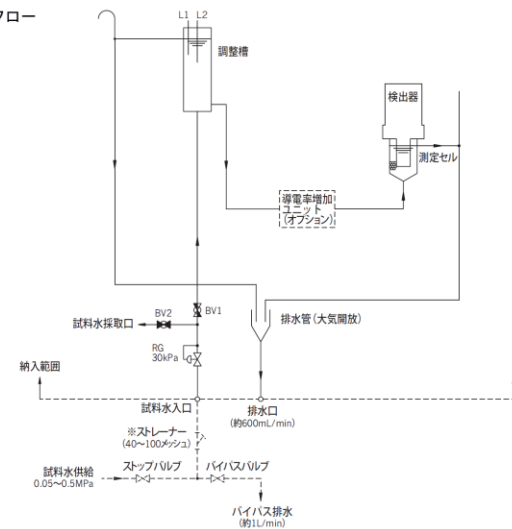 フロー
L1 L2
調整槽
検出器
測定セル
導電率増加
ユニット
(オプション)
BV2
BV1
試料水採取口
排水管(大気開放)
RG
30kPa
納入範囲
試料水入口
排水口
(約600mL/min)
※ストレーナー
(40～100メッシュ)
試料水供給
0.05～0.5MPa
ストップバルブ
バイパスバルブ
バイパス排水
(約1L/min)